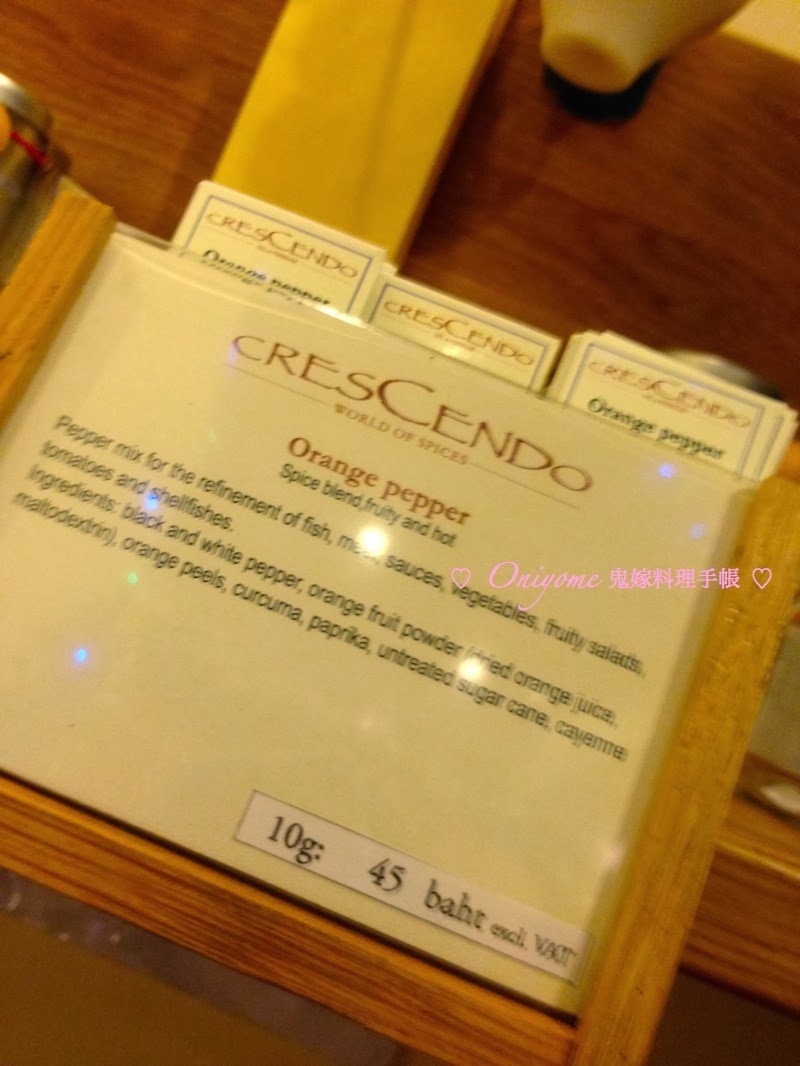 CRESCENDO
Orange pepper
CRESCENDO
CRESCENDO
Orange pepper
CRESCENDO
WORLD OF SPICES
Orange pepper
Spice blend,fruity and hot
Pepper mix for the refinement of fish, meat, sauces, vegetables, fruity salads,
tomatoes and shellfishes.
Ingredients: black and white pepper, orange fruit powder (dried orange juice,
maltodextrin), orange peels, curcuma, paprika, untreated sugar cane, cayenne
♡ Oniyome 鬼嫁料理手帳 ♡
10g: 45 baht excl. VAT